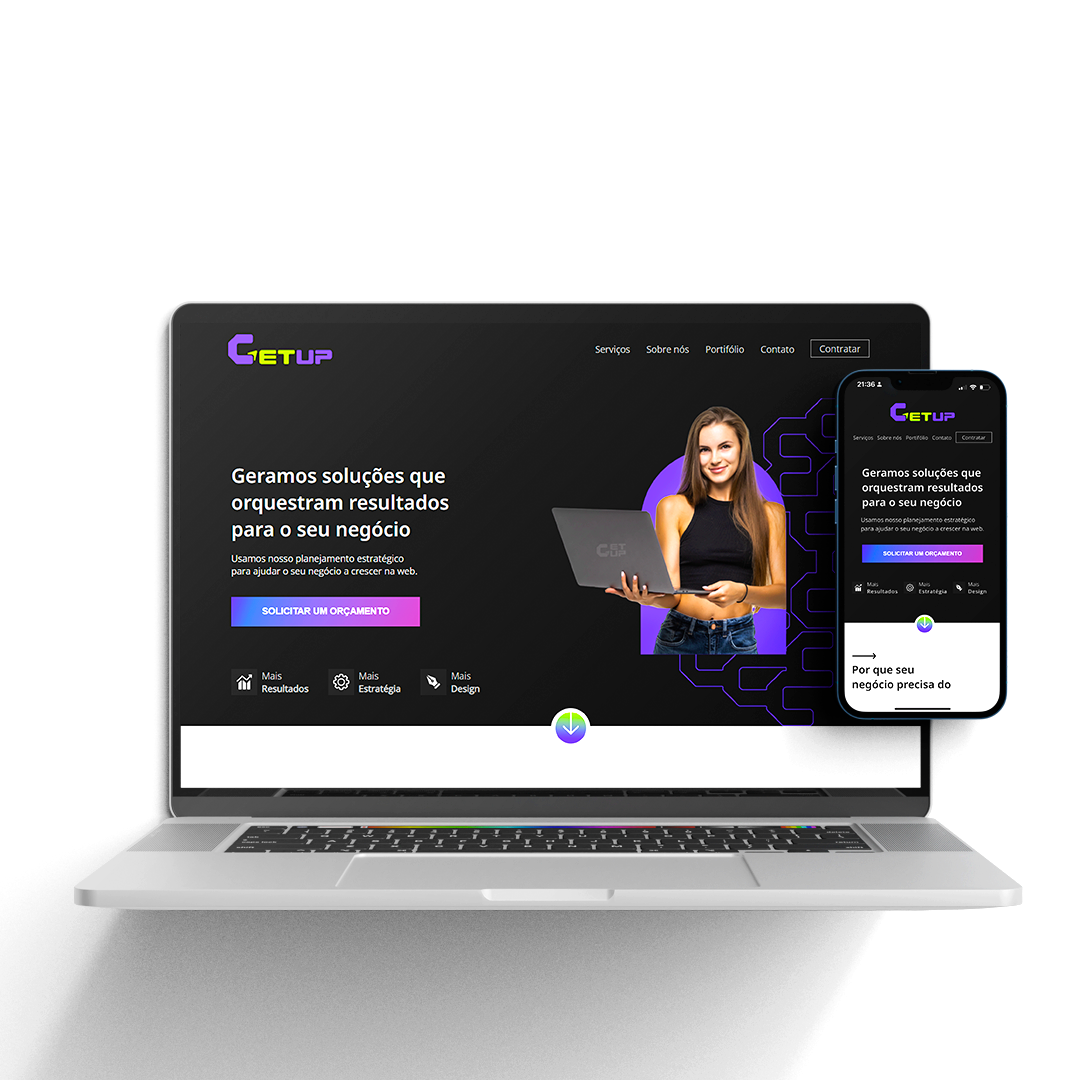 GETUP
Serviços Sobre nós Portifólio Contato Contratar
Geramos soluções que
orquestram resultados
para o seu negócio
Usamos nosso planejamento estratégico
para ajudar o seu negócio a crescer na web.
SOLICITAR UM ORÇAMENTO
Mais
Resultados
Mais
Estratégia
Mais
Design
GET
UP
21:36
GETUP
Serviços Sobre nós Portifólio Contato Contratar
Geramos soluções que
orquestram resultados
para o seu negócio
Usamos nosso planejamento estratégico
para ajudar o seu negócio a crescer na web.
SOLICITAR UM ORÇAMENTO
Mais
Resultados
Mais
Estratégia
Mais
Design
Por que seu
negócio precisa do